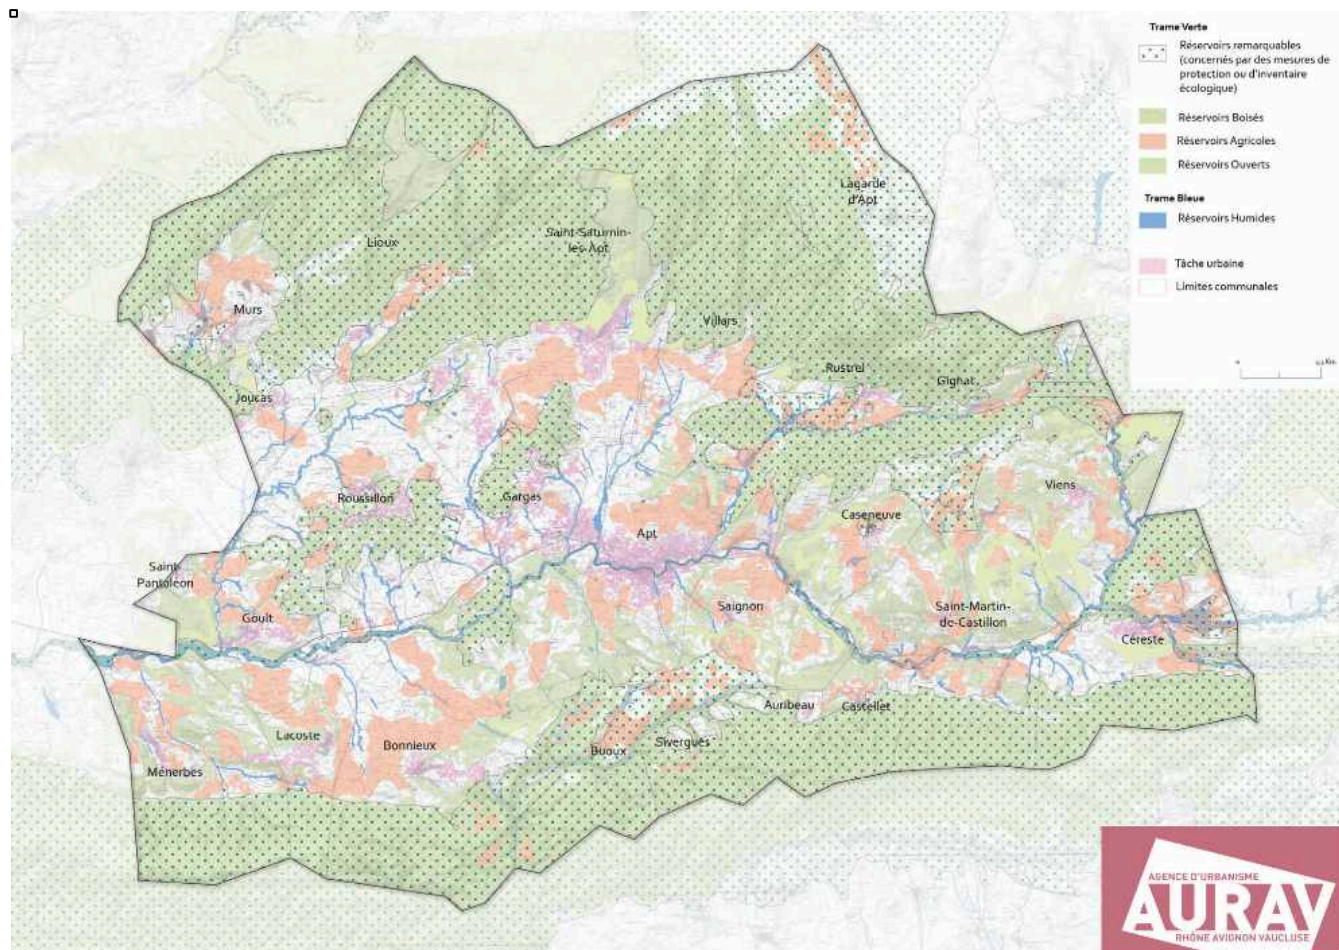 Trame Verte
Réservoirs remarquables
(concernés par des mesures de
protection ou d'inventaire
écologique)
Réservoirs Boisés
Réservoirs Agricoles
Réservoirs Ouverts
Trame Bleue
Réservoirs Humides
Tâche urbaine
Limites communales
Lagarde
d'Apt
Lioux
Saint-Saturnin-
les-Apt
Murs
Villars
Rustrel
Gignat
Joucas
Roussillon
Gargas
Viens
Caseneuve
Apt
Saint-
Pantaléon
Goult
Saignon
Saint-Martin-
de-Castillon
Céreste
Auribeau
Castellet
Lacoste
Bonnieux
Buoux
Sivergues
Ménerbes
AGENCE D'URBANISME
AURAV
RHÔNE AVIGNON VAUCLUSE